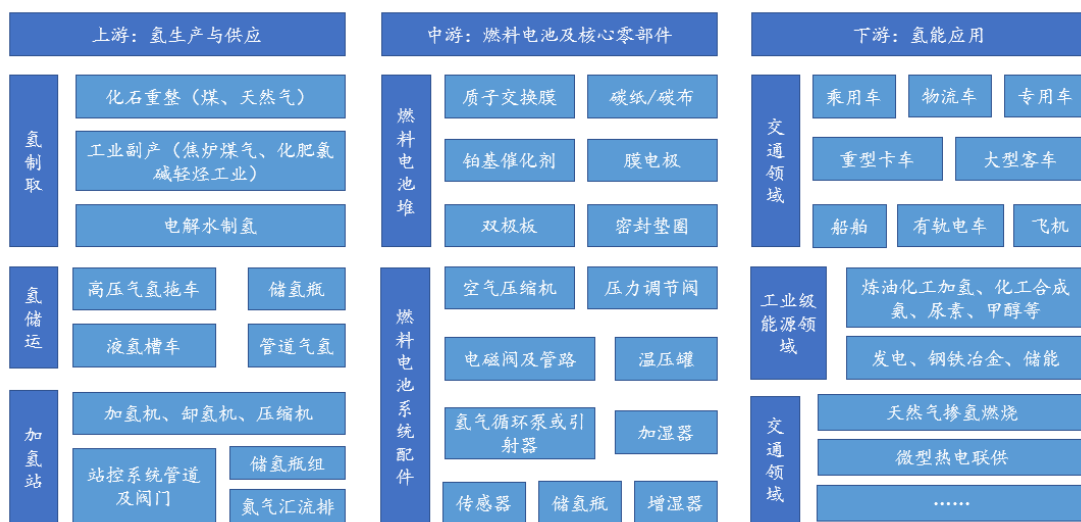 上游：氢生产与供应
氢制取
化石重整（煤、天然气）
工业副产（焦炉煤气、化肥氯
碱轻烃工业）
电解水制氢
氢储运
高压气氢拖车
储氢瓶
液氢槽车
管道气氢
加氢站
加氢机、卸氢机、压缩机
站控系统管道
及阀门
储氢瓶组
氮气汇流排
中游：燃料电池及核心零部件
燃料电池堆
质子交换膜
碳纸/碳布
铂基催化剂
膜电极
双极板
密封垫圈
燃料电池系统配件
空气压缩机
压力调节阀
电磁阀及管路
温压罐
氢气循环泵或引
射器
加湿器
传感器
储氢瓶
增湿器
下游：氢能应用
交通领域
乘用车
物流车
专用车
重型卡车
大型客车
船舶
有轨电车
飞机
工业级
能源领
域
炼油化工加氢、化工合成
氨、尿素、甲醇等
发电、钢铁冶金、储能
交通领域
天然气掺氢燃烧
微型热电联供
……